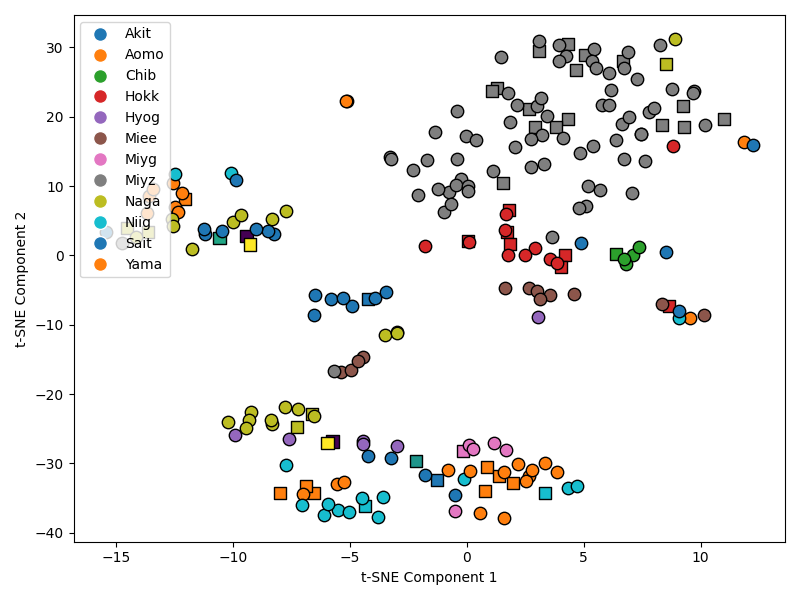 Akit
Aomo
Chib
Hokk
Hyog
Miee
Miyg
Miyz
Naga
Niig
Sait
Yama
30
20
10
0
−10
−20
−30
−40
t-SNE Component 2
−15
−10
−5
0
5
10
t-SNE Component 1